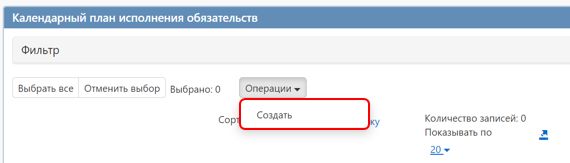 Календарный план исполнения обязательств
Фильтр
Выбрать все Отменить выбор Выбрано: 0 Операции
Создать
Количество записей: 0
Показывать по
20